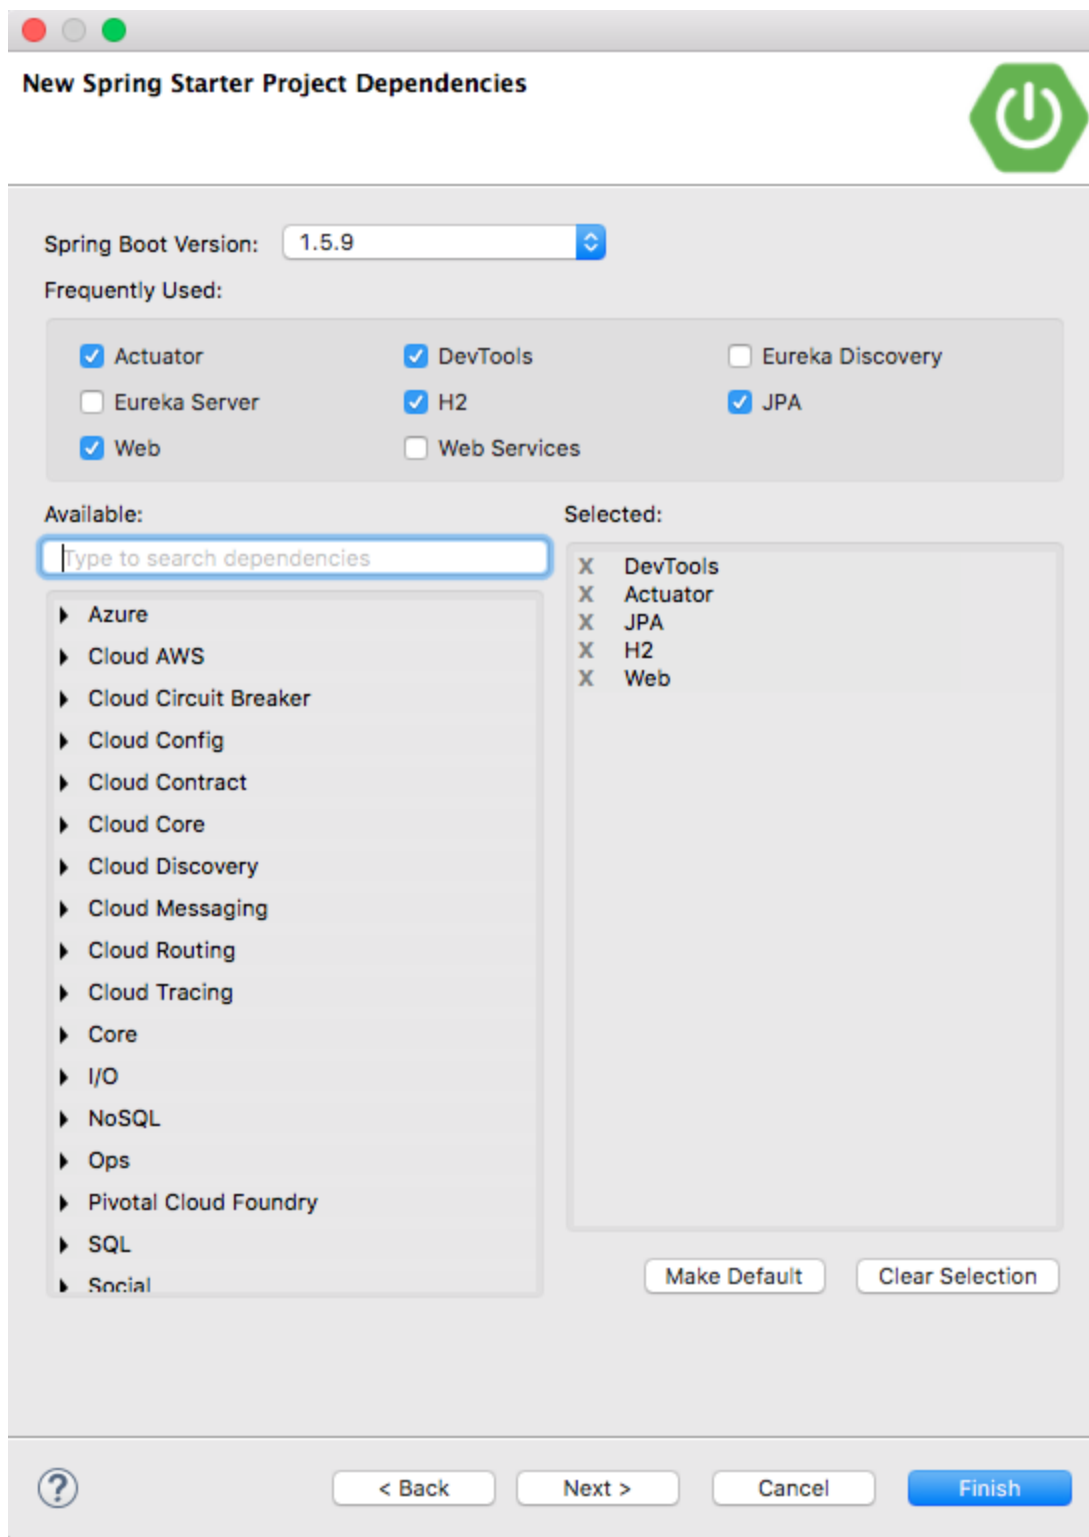 New Spring Starter Project Dependencies
Spring Boot Version: 1.5.9
Frequently Used:
Actuator DevTools Eureka Discovery
Eureka Server H2 JPA
Web Web Services
Available: Selected:
Type to search dependencies
X DevTools
X Actuator
X JPA
X H2
X Web
Azure
Cloud AWS
Cloud Circuit Breaker
Cloud Config
Cloud Contract
Cloud Core
Cloud Discovery
Cloud Messaging
Cloud Routing
Cloud Tracing
Core
I/O
NoSQL
Ops
Pivotal Cloud Foundry
SQL
Social
Make Default Clear Selection
? < Back Next > Cancel Finish